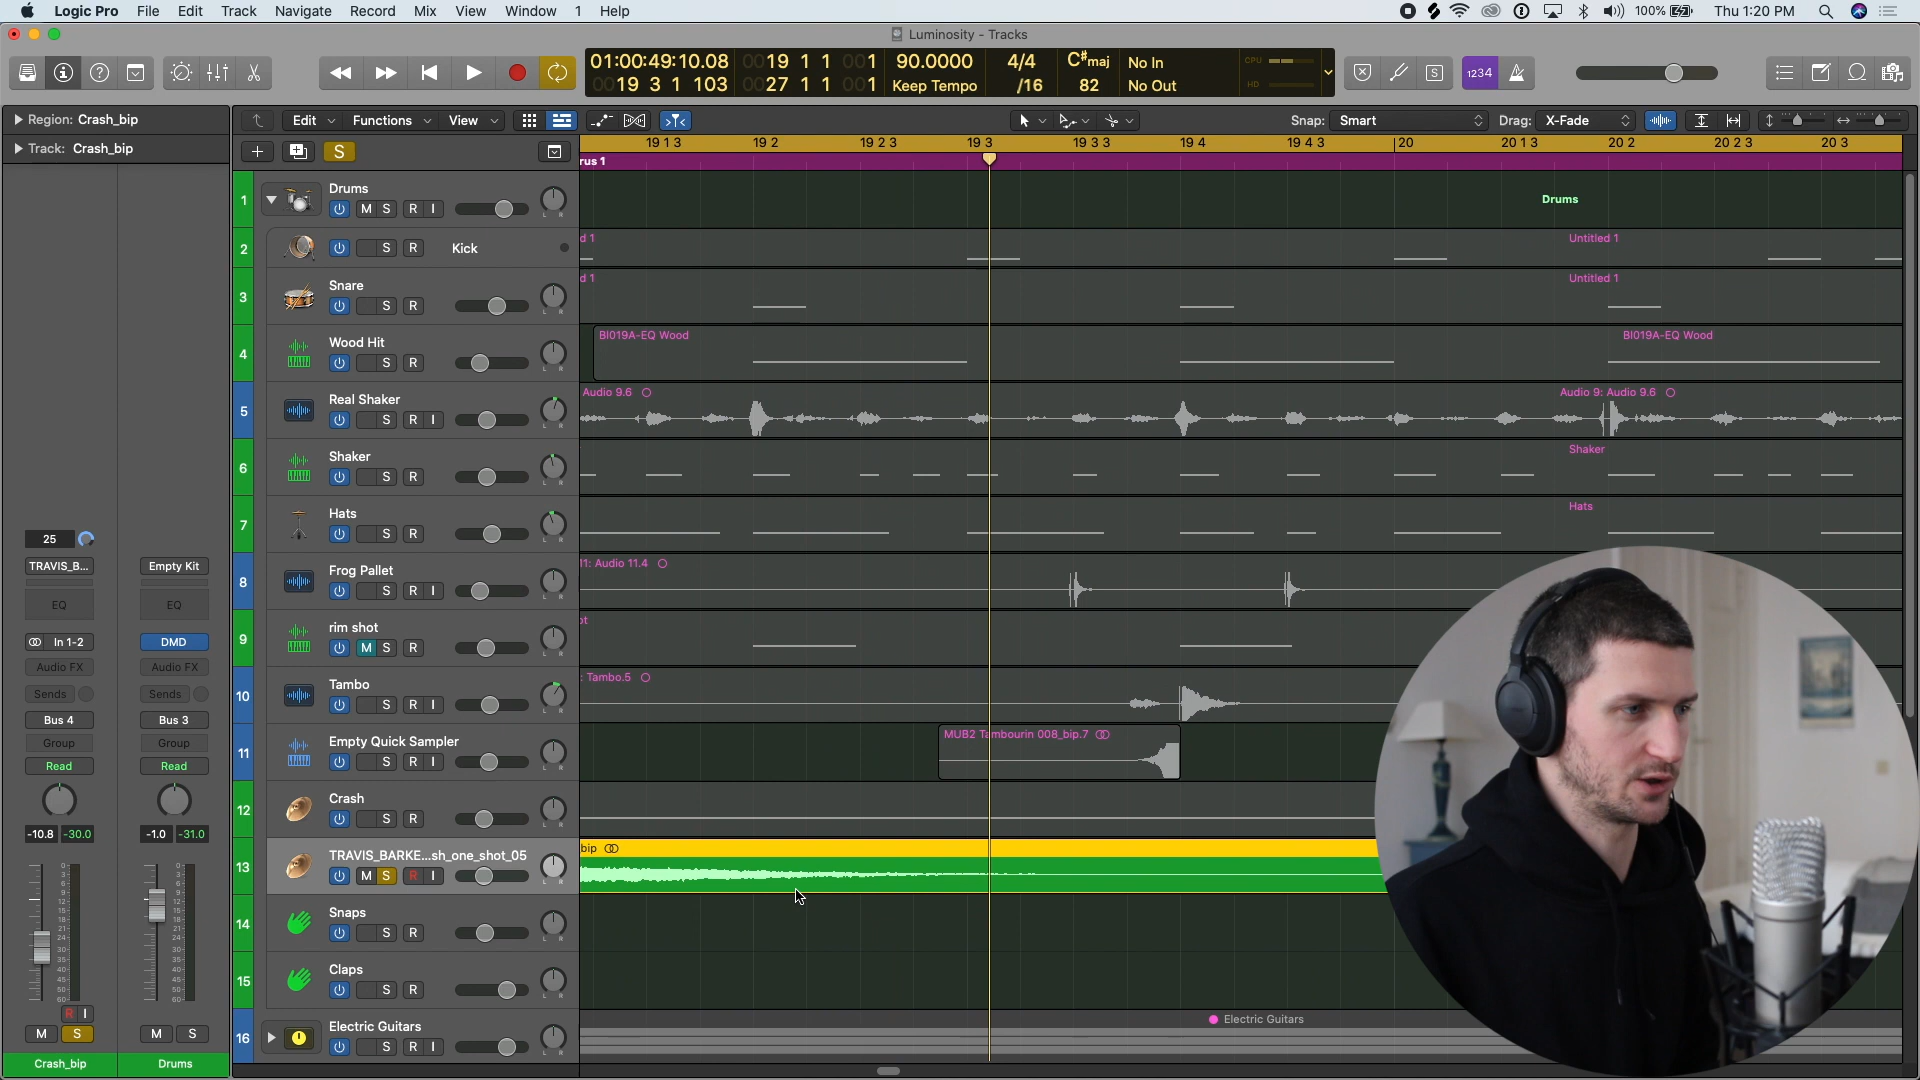 Logic Pro File Edit Track Navigate Record Mix View Window 1 Help
100% Thu 1:20 PM
Luminosity - Tracks
01:00:49:10.08 0019 1 1 001 90.0000 4/4 C#maj No In CPU
0019 3 1 103 0027 1 1 001 Keep Tempo /16 82 No Out HD
1234
Region: Crash_bip
Track: Crash_bip
Edit Functions View
Snap: Smart Drag: X-Fade
S
19 1 3 19 2 19 2 3 19 3 19 3 3 19 4 19 4 3 20 20 1 3 20 2 20 2 3 20 3
rus 1
1 Drums
M S R I
Drums
2 S R Kick
d 1 Untitled 1
3 Snare
S R
d 1 Untitled 1
4 Wood Hit
S R
BI019A-EQ Wood BI019A-EQ Wood
5 Real Shaker
S R I
Audio 9.6 Audio 9: Audio 9.6
6 Shaker
S R
Shaker
7 Hats
S R
Hats
8 Frog Pallet
S R I
11: Audio 11.4
9 rim shot
M S R
ot
10 Tambo
S R I
: Tambo.5
11 Empty Quick Sampler
S R I
MUB2 Tambourin 008_bip.7
12 Crash
S R
13 TRAVIS_BARKE...sh_one_shot_05
M S R I
bip
14 Snaps
S R
15 Claps
S R
16 Electric Guitars
S R I
Electric Guitars
25
TRAVIS_B... Empty Kit
EQ EQ
In 1-2 DMD
Audio FX Audio FX
Sends Sends
Bus 4 Bus 3
Group Group
Read Read
-10.8 -30.0 -1.0 -31.0
R I
M S M S
Crash_bip Drums